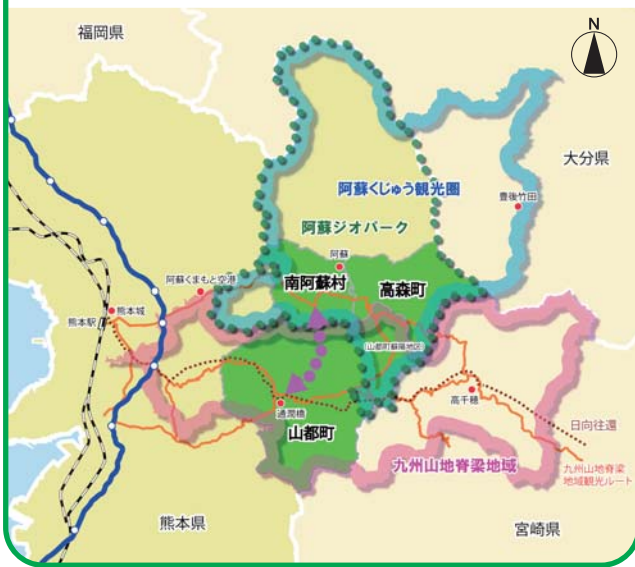 福岡県
N
大分県
阿蘇くじゅう観光圏
豊後竹田
阿蘇ジオパーク
阿蘇
阿蘇くまもと空港
南阿蘇村
高森町
熊本城
熊本駅
(山都町蘇陽地区)
高千穂
通潤橋
日向往還
山都町
九州山地脊梁地域
九州山地脊梁
地域観光ルート
熊本県
宮崎県